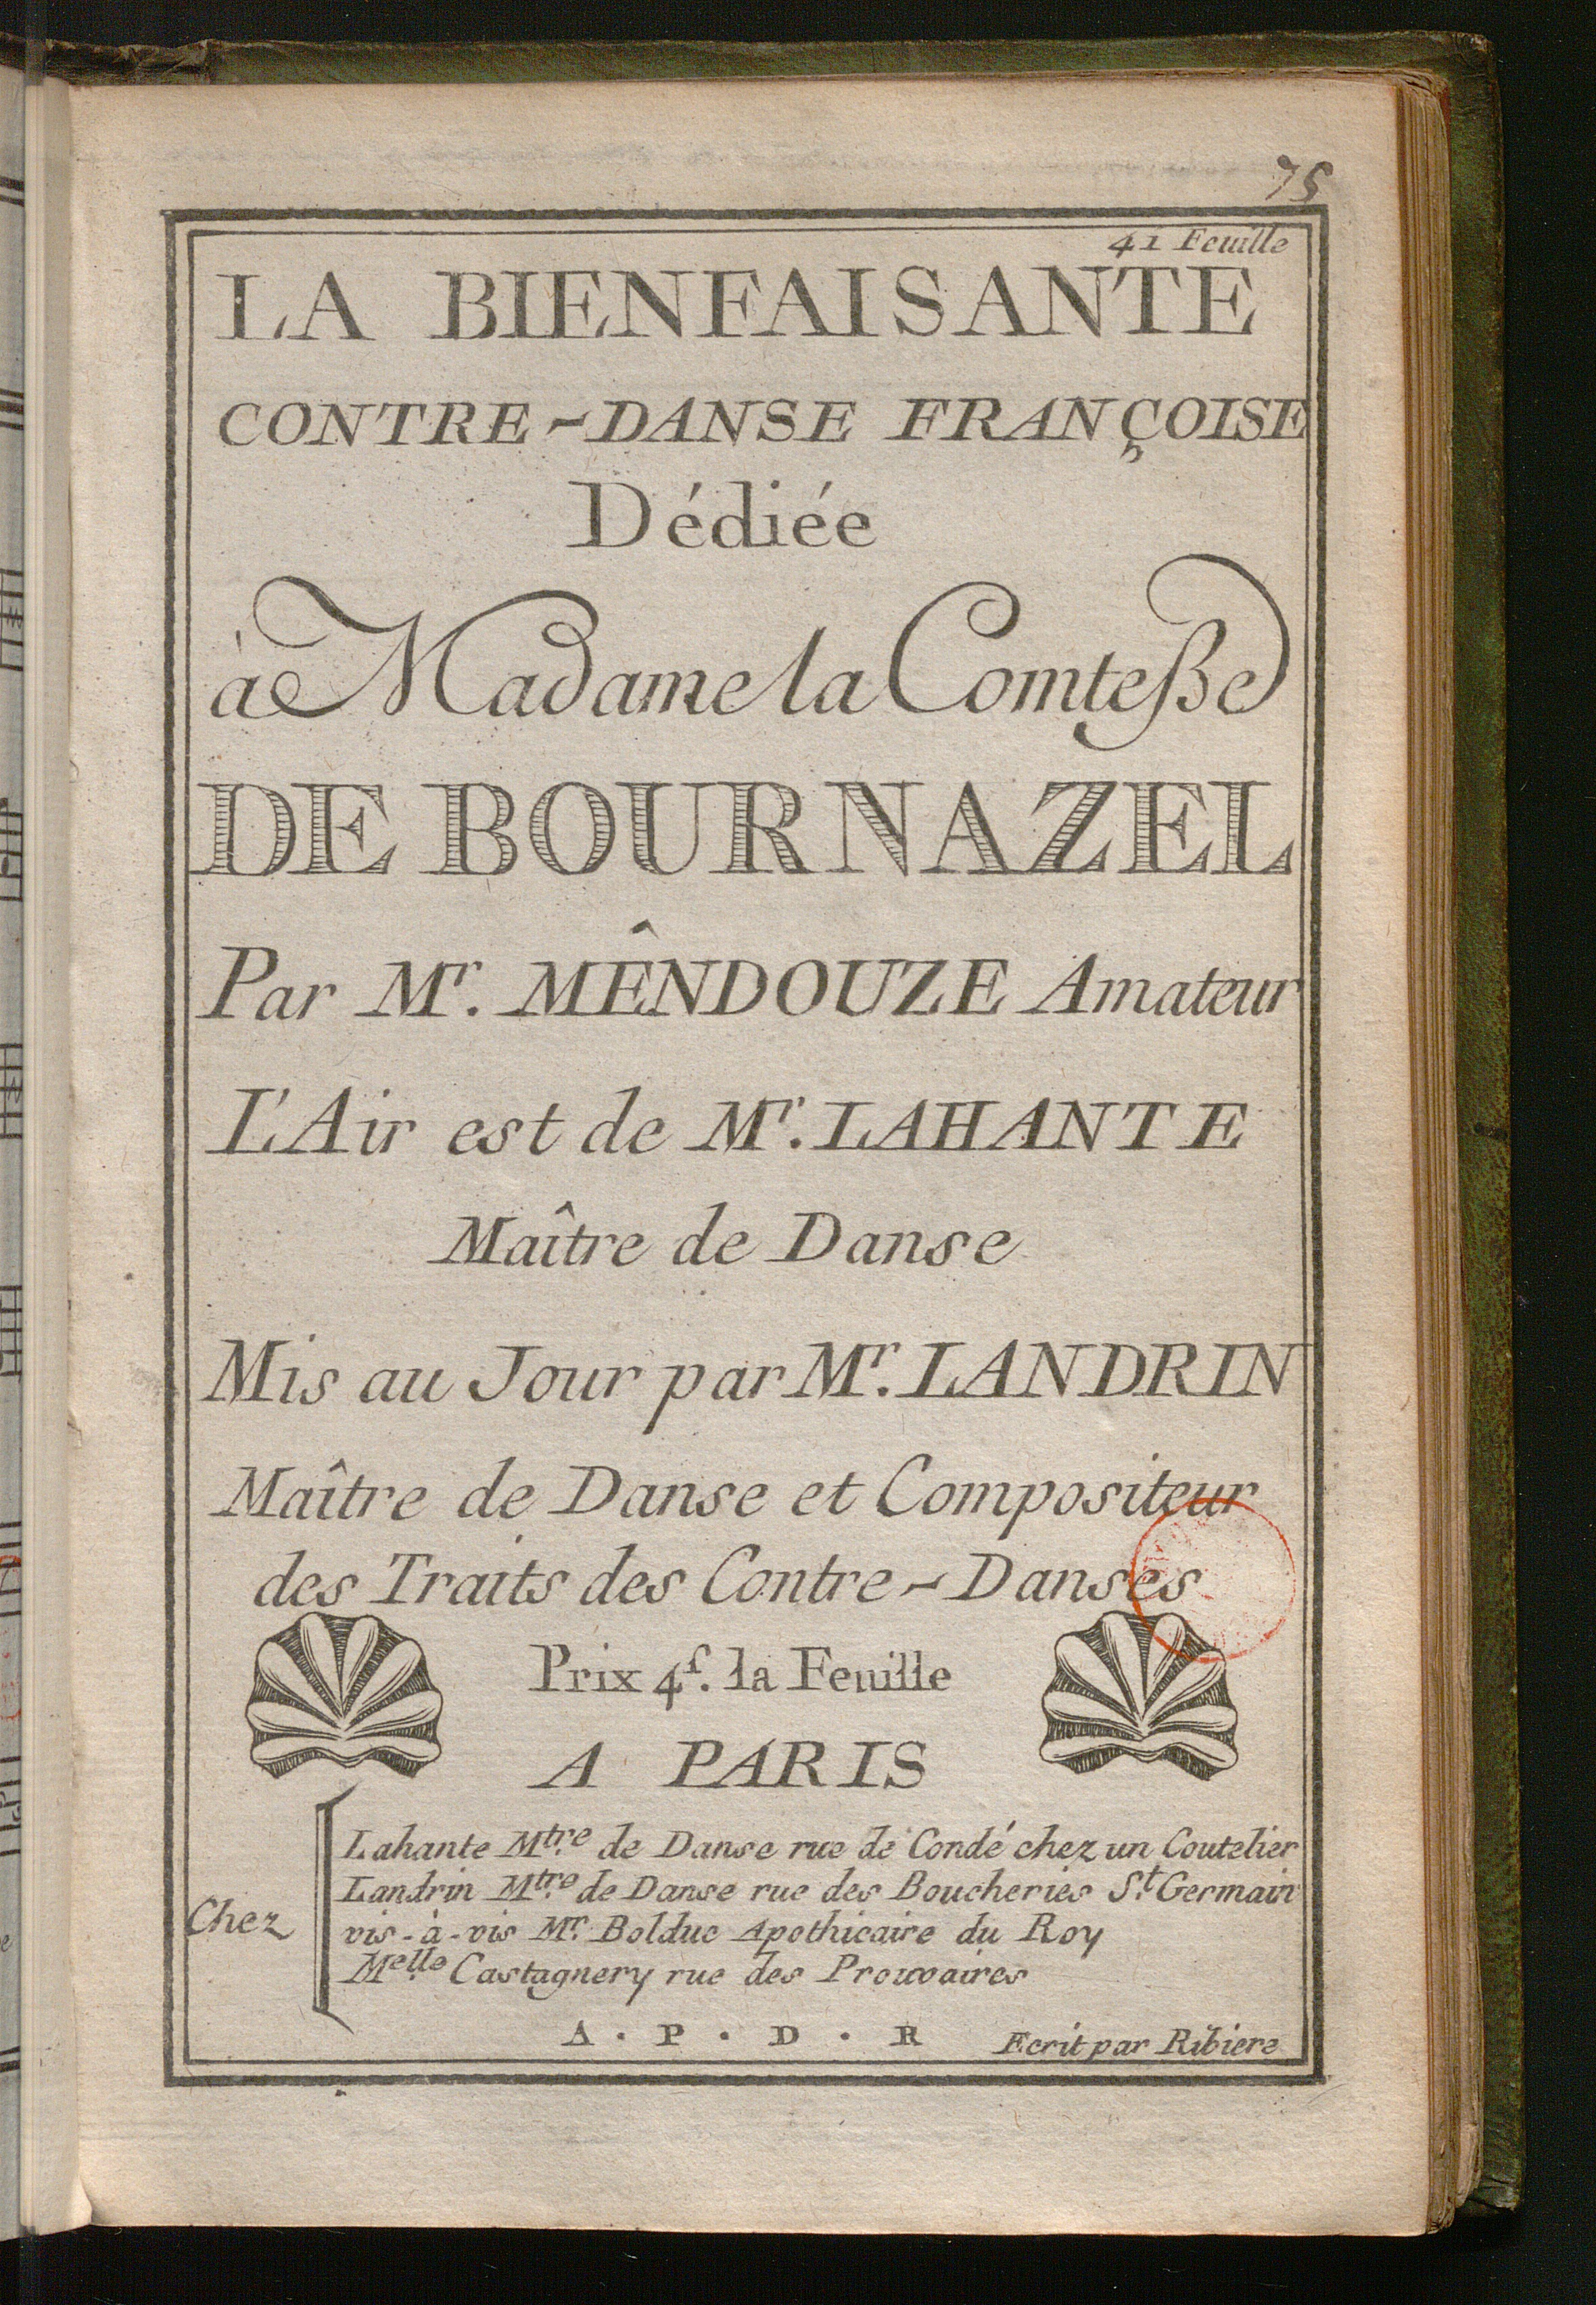 75
41 Feuille
LA BIENFAISANTE
CONTRE-DANSE FRANÇOISE
Dédiée
à Madame la Comteße
DE BOURNAZEL
Par Mr. MÊNDOUZE Amateur
L'Air est de Mr. LAHANTE
Maître de Danse
Mis au Jour par Mr. LANDRIN
Maître de Danse et Compositeur
des Traits des Contre-Danses
Prix 4s. la Feuille
A PARIS
Chez
Lahante Mtre. de Danse rue de Condé chez un Coutelier
Landrin Mtre. de Danse rue des Boucheries St. Germain
vis-à-vis Mr. Bolduc Apothicaire du Roy
Melle. Castagnery rue des Prouvaires
A . P . D . R
Ecrit par Ribiere